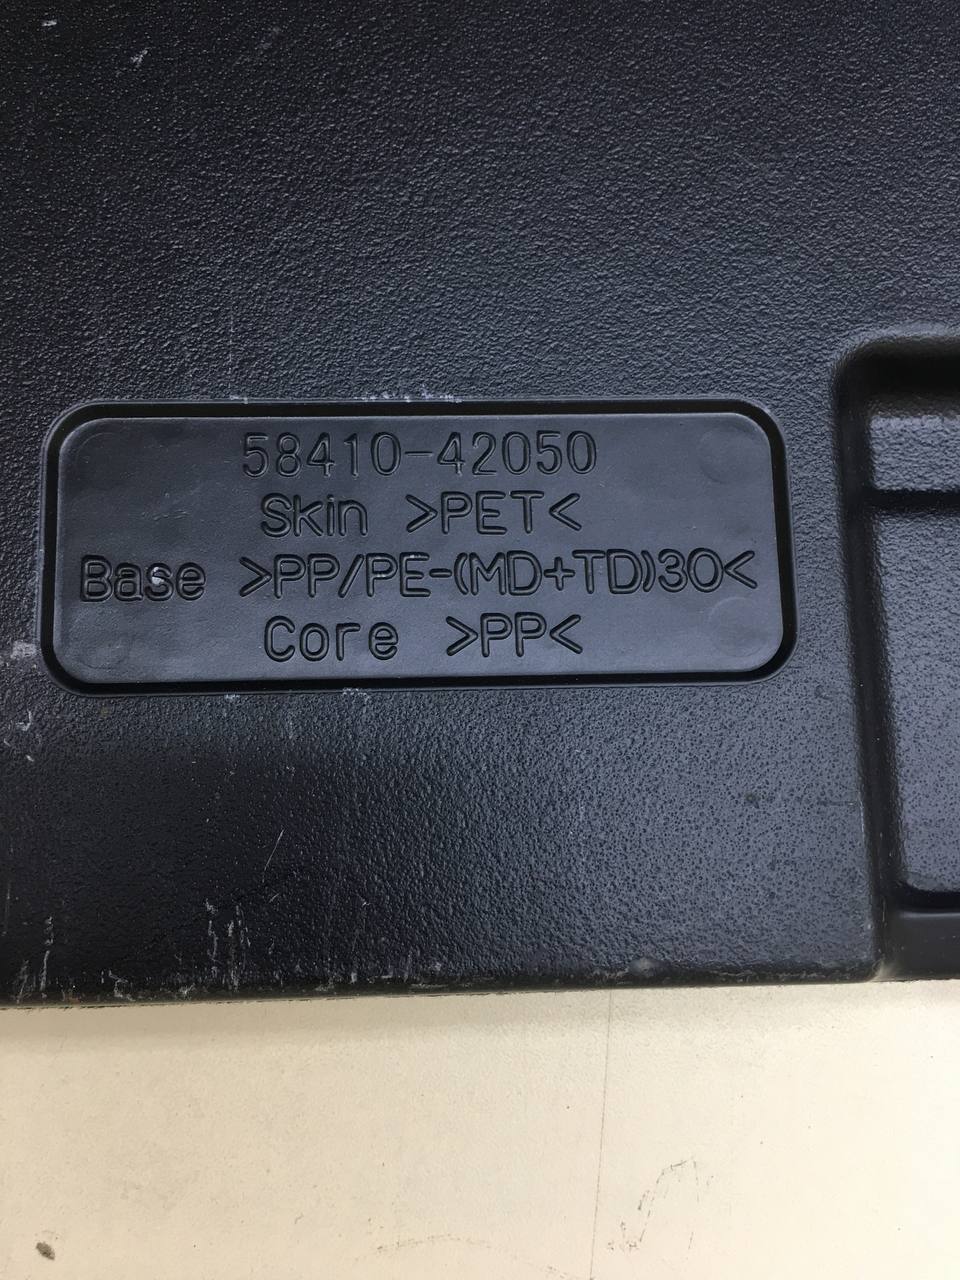 58410-42050
Skin >PET<
Base >PP/PE-(MD+TD)30<
Core >PP<